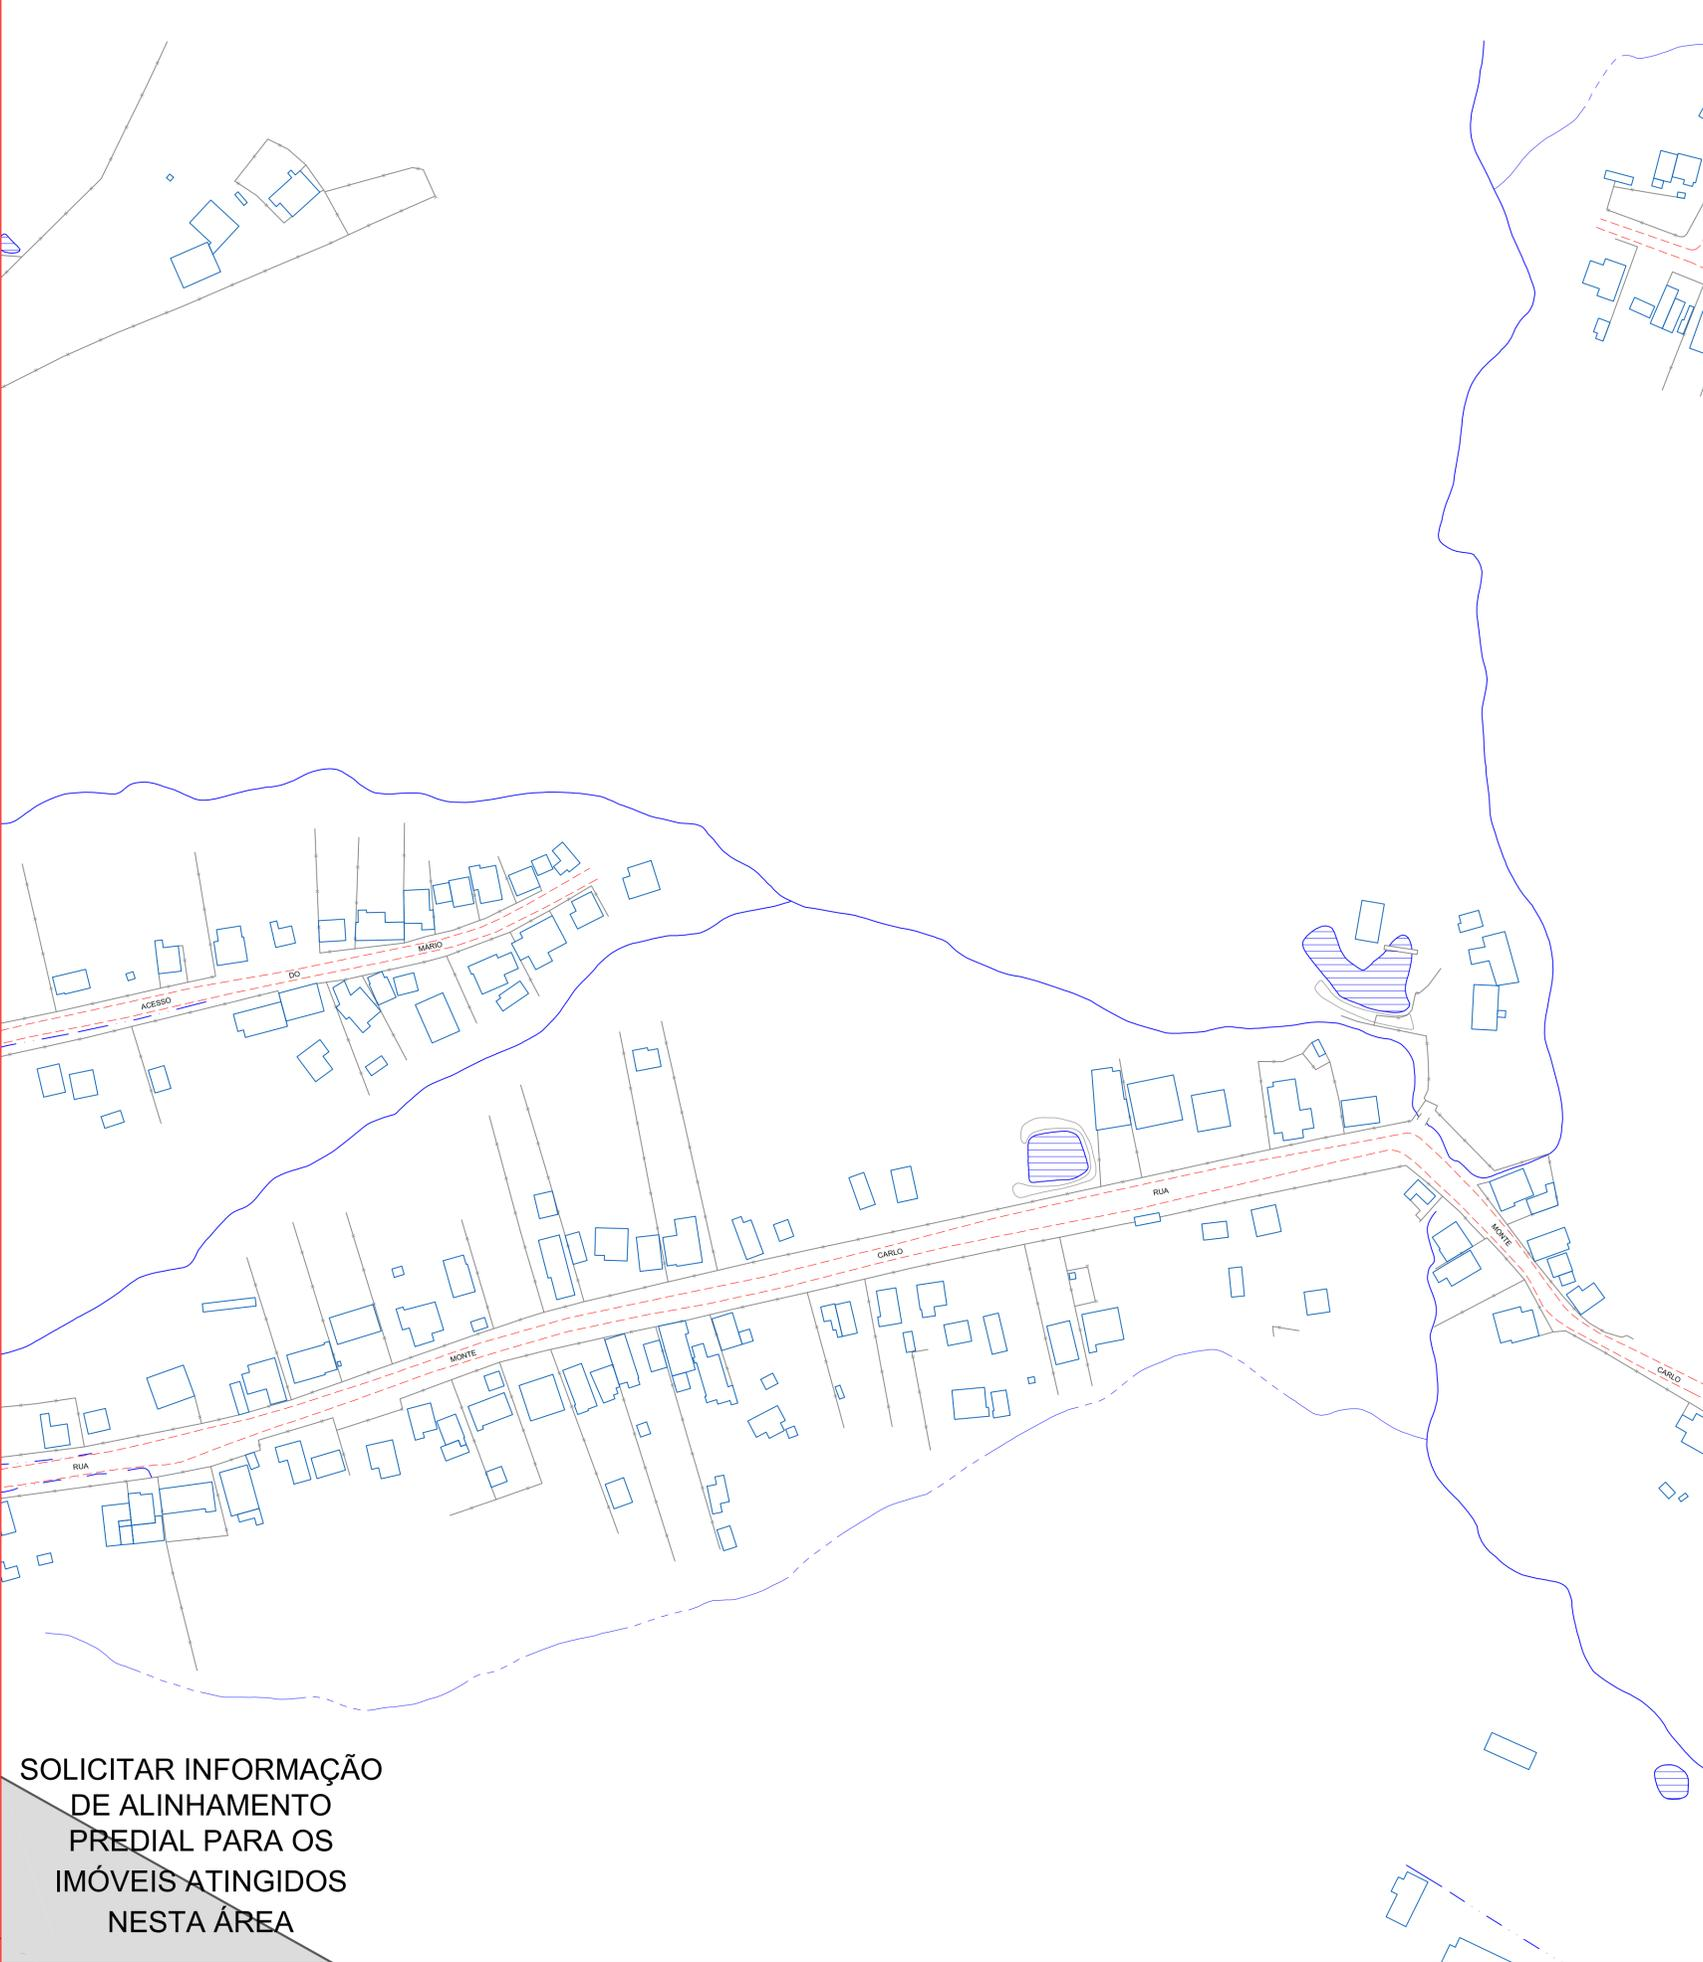 ACESSO DO MARIO
RUA MONTE CARLO
RUA MONTE CARLO
SOLICITAR INFORMAÇÃO
DE ALINHAMENTO
PREDIAL PARA OS
IMÓVEIS ATINGIDOS
NESTA ÁREA